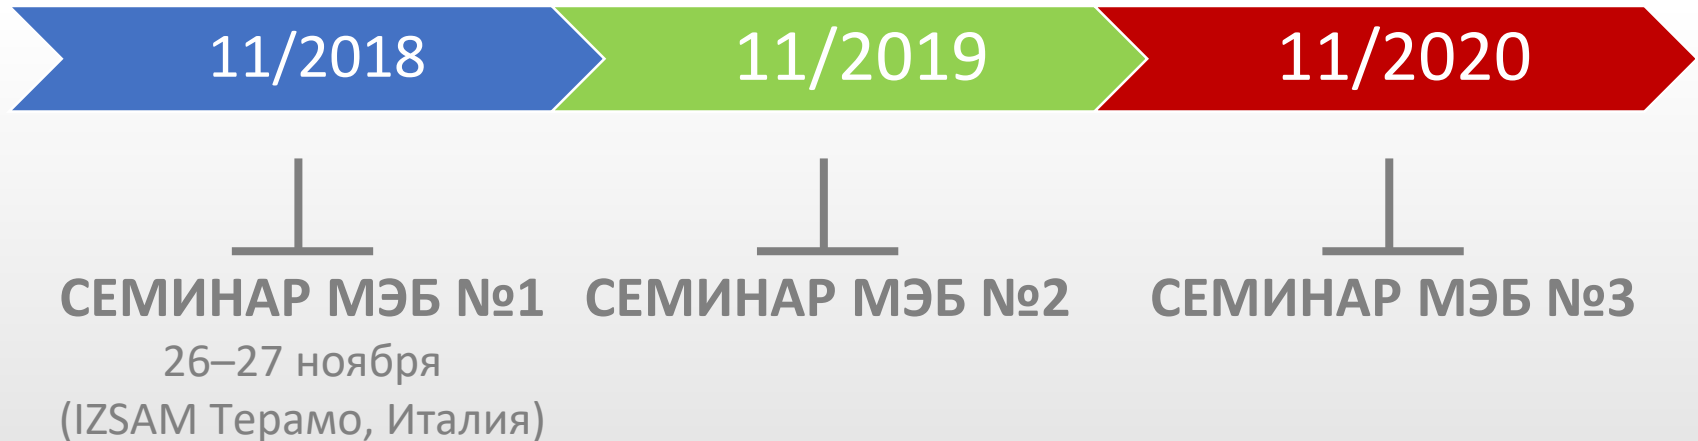 11/2018
11/2019
11/2020
СЕМИНАР МЭБ №1
26–27 ноября
(IZSAM Терамо, Италия)
СЕМИНАР МЭБ №2
СЕМИНАР МЭБ №3